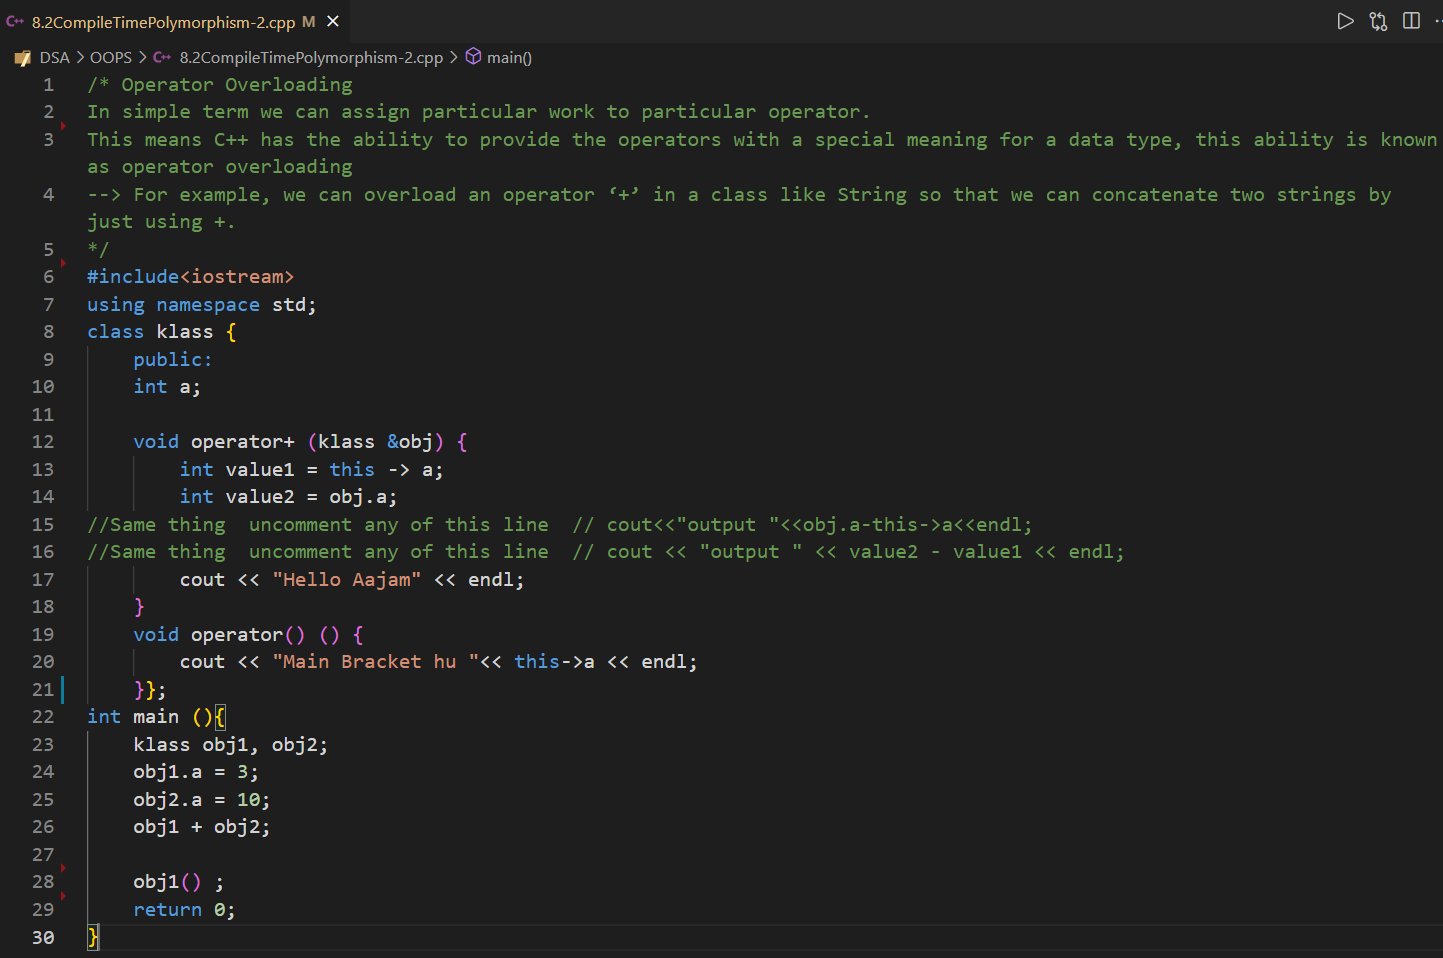 8.2CompileTimePolymorphism-2.cpp M
DSA > OOPS > 8.2CompileTimePolymorphism-2.cpp > main()
1 /* Operator Overloading
2 In simple term we can assign particular work to particular operator.
3 This means C++ has the ability to provide the operators with a special meaning for a data type, this ability is known
as operator overloading
4 --> For example, we can overload an operator ‘+’ in a class like String so that we can concatenate two strings by
just using +.
5 */
6 #include<iostream>
7 using namespace std;
8 class klass {
9     public:
10     int a;
11
12     void operator+ (klass &obj) {
13         int value1 = this -> a;
14         int value2 = obj.a;
15 //Same thing  uncomment any of this line  // cout<<"output "<<obj.a-this->a<<endl;
16 //Same thing  uncomment any of this line  // cout << "output " << value2 - value1 << endl;
17         cout << "Hello Aajam" << endl;
18     }
19     void operator() () {
20         cout << "Main Bracket hu "<< this->a << endl;
21     }};
22 int main (){
23     klass obj1, obj2;
24     obj1.a = 3;
25     obj2.a = 10;
26     obj1 + obj2;
27
28     obj1() ;
29     return 0;
30 }